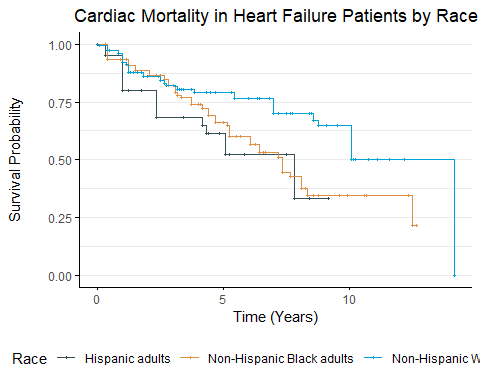 Cardiac Mortality in Heart Failure Patients by Race
1.00
0.75
0.50
0.25
0.00
Survival Probability
0
5
10
Time (Years)
Race
Hispanic adults
Non-Hispanic Black adults
Non-Hispanic W